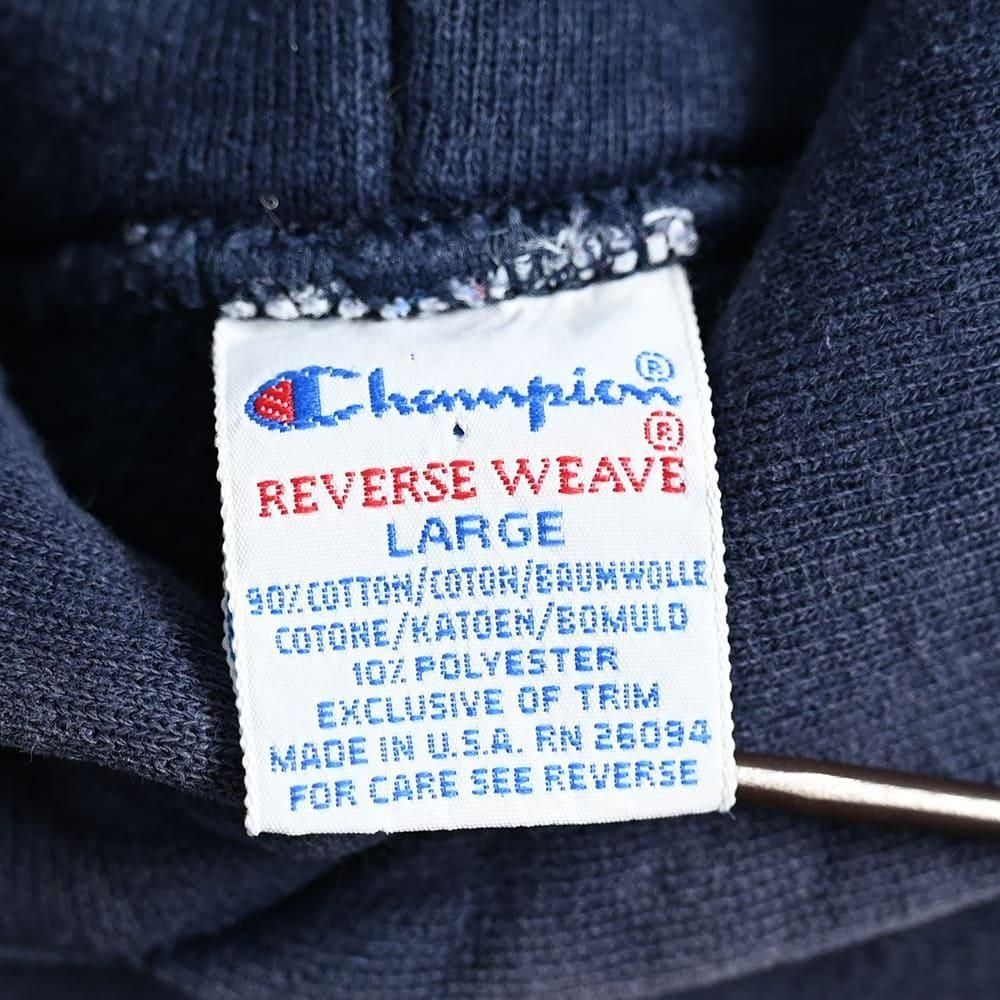 Champion®
®
REVERSE WEAVE
LARGE
90% COTTON/COTON/BAUMWOLLE
COTONE/KATOEN/BOMULD
10% POLYESTER
EXCLUSIVE OF TRIM
MADE IN U.S.A. RN 26094
FOR CARE SEE REVERSE